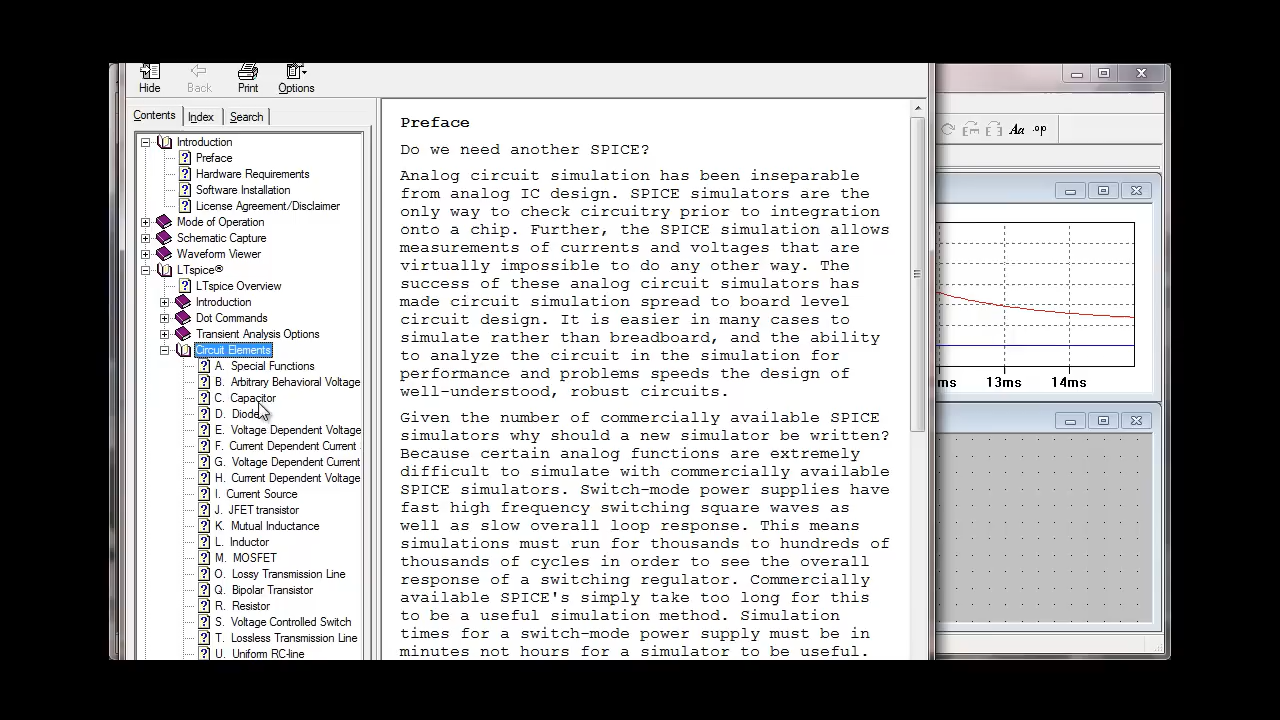 Hide
Back
Print
Options
Contents
Index
Search
Introduction
Preface
Hardware Requirements
Software Installation
License Agreement/Disclaimer
Mode of Operation
Schematic Capture
Waveform Viewer
LTspice®
LTspice Overview
Introduction
Dot Commands
Transient Analysis Options
Circuit Elements
A. Special Functions
B. Arbitrary Behavioral Voltage
C. Capacitor
D. Diode
E. Voltage Dependent Voltage
F. Current Dependent Current
G. Voltage Dependent Current
H. Current Dependent Voltage
I. Current Source
J. JFET transistor
K. Mutual Inductance
L. Inductor
M. MOSFET
O. Lossy Transmission Line
Q. Bipolar Transistor
R. Resistor
S. Voltage Controlled Switch
T. Lossless Transmission Line
U. Uniform RC-line
Preface
Do we need another SPICE?
Analog circuit simulation has been inseparable
from analog IC design. SPICE simulators are the
only way to check circuitry prior to integration
onto a chip. Further, the SPICE simulation allows
measurements of currents and voltages that are
virtually impossible to do any other way. The
success of these analog circuit simulators has
made circuit simulation spread to board level
circuit design. It is easier in many cases to
simulate rather than breadboard, and the ability
to analyze the circuit in the simulation for
performance and problems speeds the design of
well-understood, robust circuits.
Given the number of commercially available SPICE
simulators why should a new simulator be written?
Because certain analog functions are extremely
difficult to simulate with commercially available
SPICE simulators. Switch-mode power supplies have
fast high frequency switching square waves as
well as slow overall loop response. This means
simulations must run for thousands to hundreds of
thousands of cycles in order to see the overall
response of a switching regulator. Commercially
available SPICE's simply take too long for this
to be a useful simulation method. Simulation
times for a switch-mode power supply must be in
minutes not hours for a simulator to be useful.
Aa .op
ms 13ms 14ms